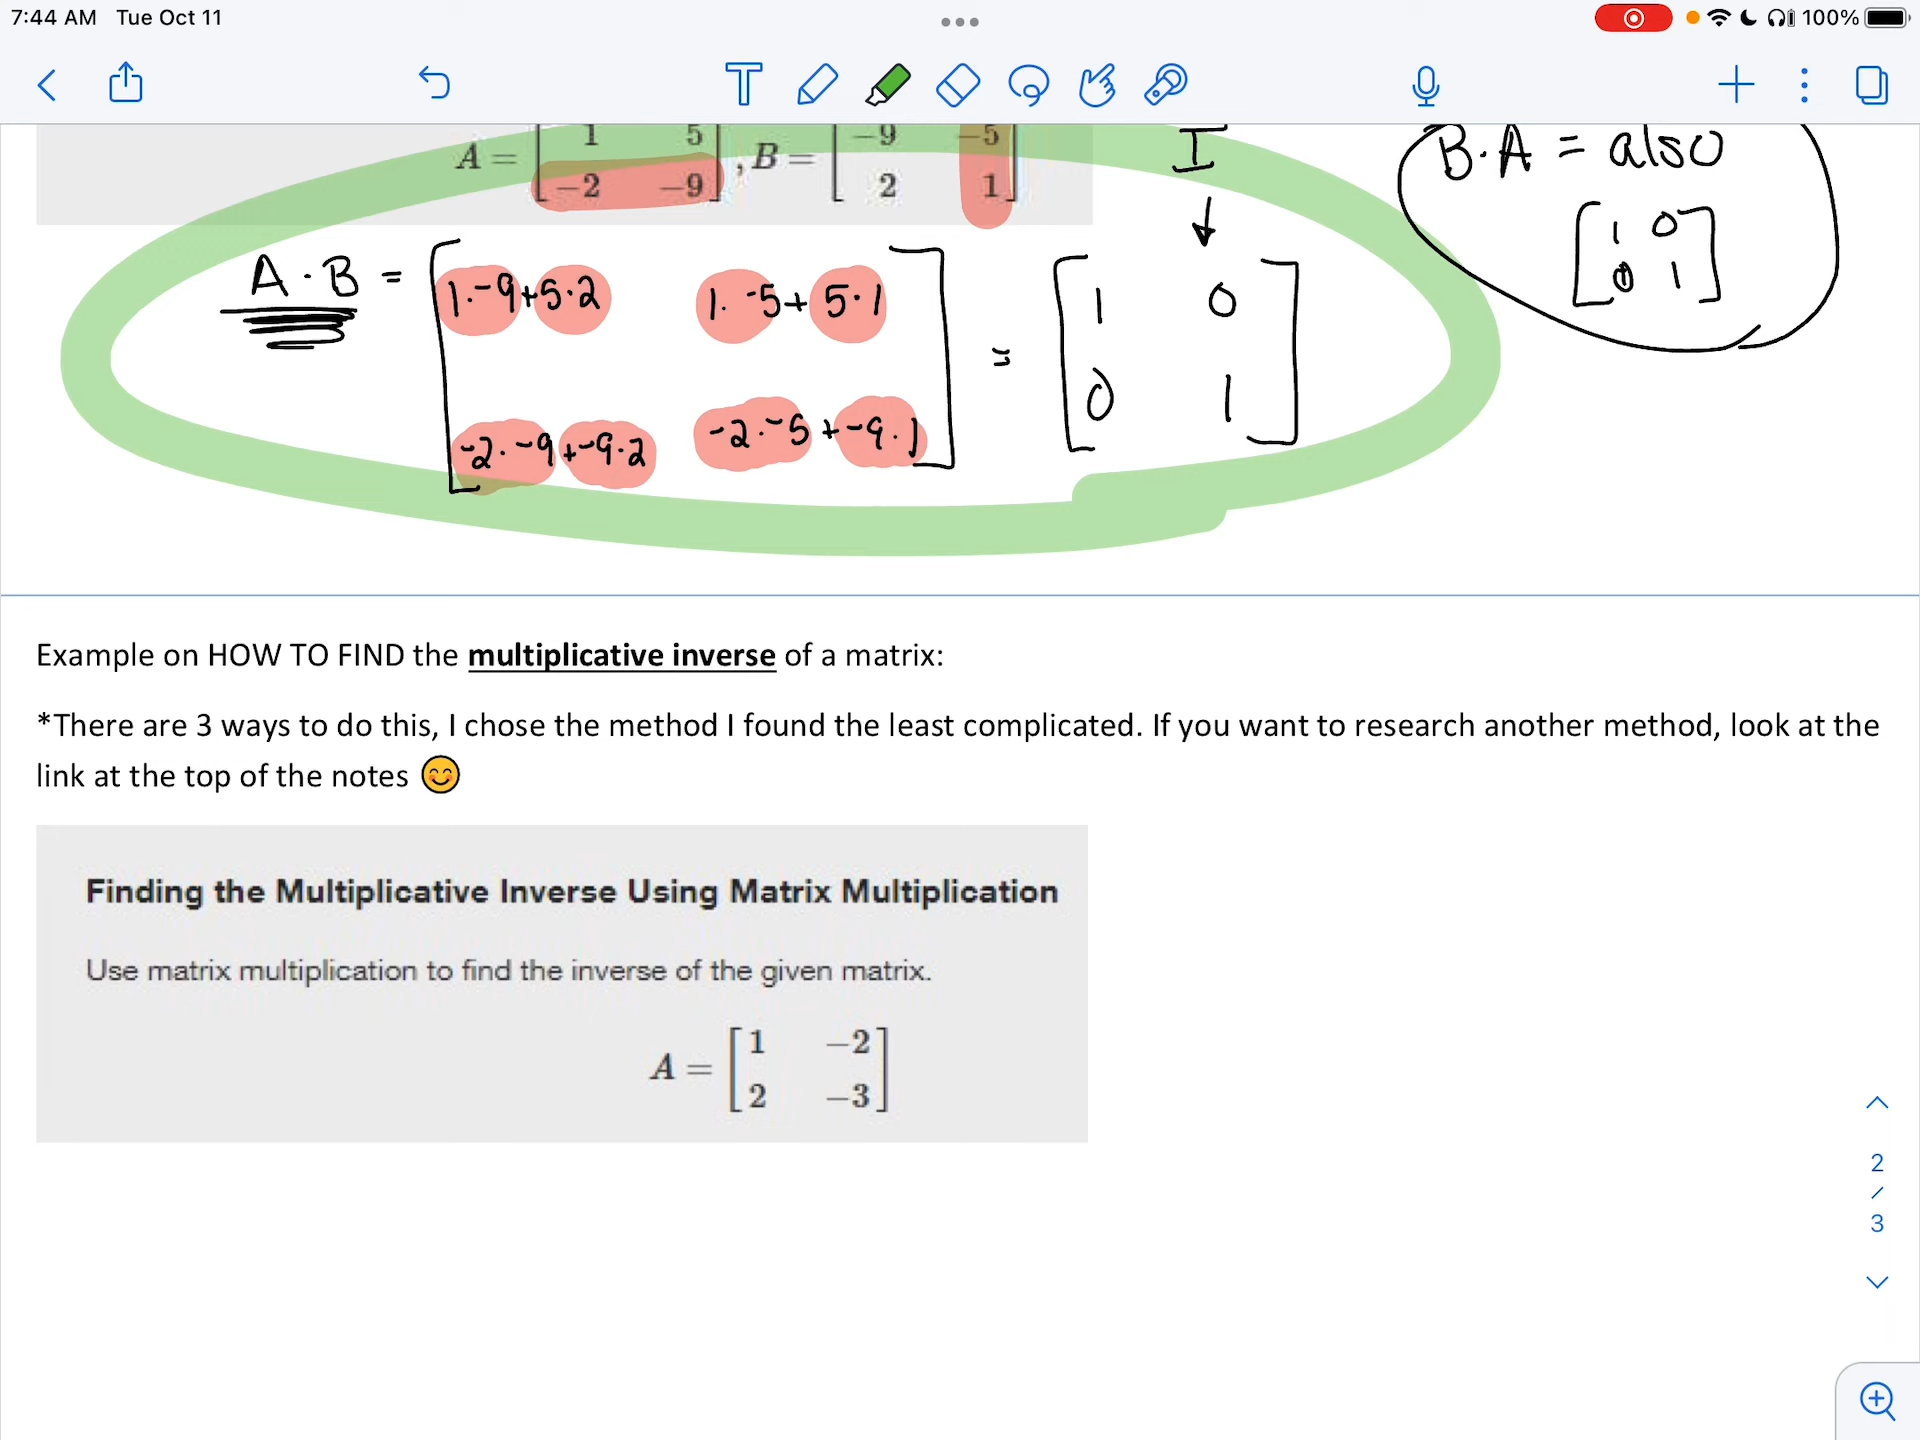 7:44 AM Tue Oct 11
100%
A = [ 1 5 , B = [ −9 −5
−2 −9 ] 2 1 ]
I
B·A = also
[ 1 0
0 1 ]
A · B = [ 1·-9+5·2 1·-5+5·1
-2·-9+-9·2 -2·-5+-9·1 ]
= [ 1 0
0 1 ]
Example on HOW TO FIND the multiplicative inverse of a matrix:
*There are 3 ways to do this, I chose the method I found the least complicated. If you want to research another method, look at the
link at the top of the notes 😊
Finding the Multiplicative Inverse Using Matrix Multiplication
Use matrix multiplication to find the inverse of the given matrix.
A = [ 1 −2
2 −3 ]
2
/
3